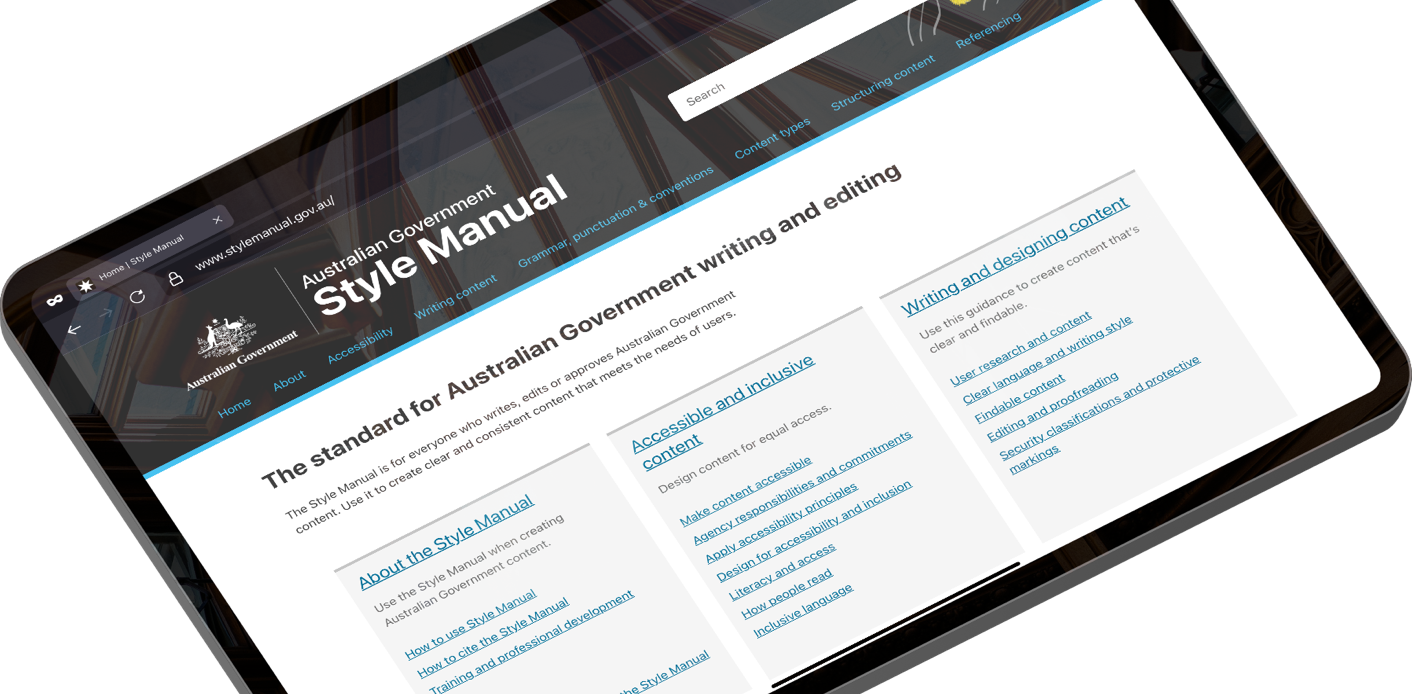 Home | Style Manual
www.stylemanual.gov.au/
Australian Government
Australian Government
Style Manual
Search
Home
About
Accessibility
Writing content
Grammar, punctuation & conventions
Content types
Structuring content
Referencing
The standard for Australian Government writing and editing
The Style Manual is for everyone who writes, edits or approves Australian Government
content. Use it to create clear and consistent content that meets the needs of users.
About the Style Manual
Use the Style Manual when creating
Australian Government content.
How to use Style Manual
How to cite the Style Manual
Training and professional development
the Style Manual
Accessible and inclusive
content
Design content for equal access.
Make content accessible
Agency responsibilities and commitments
Apply accessibility principles
Design for accessibility and inclusion
Literacy and access
How people read
Inclusive language
Writing and designing content
Use this guidance to create content that's
clear and findable.
User research and content
Clear language and writing style
Findable content
Editing and proofreading
Security classifications and protective
markings